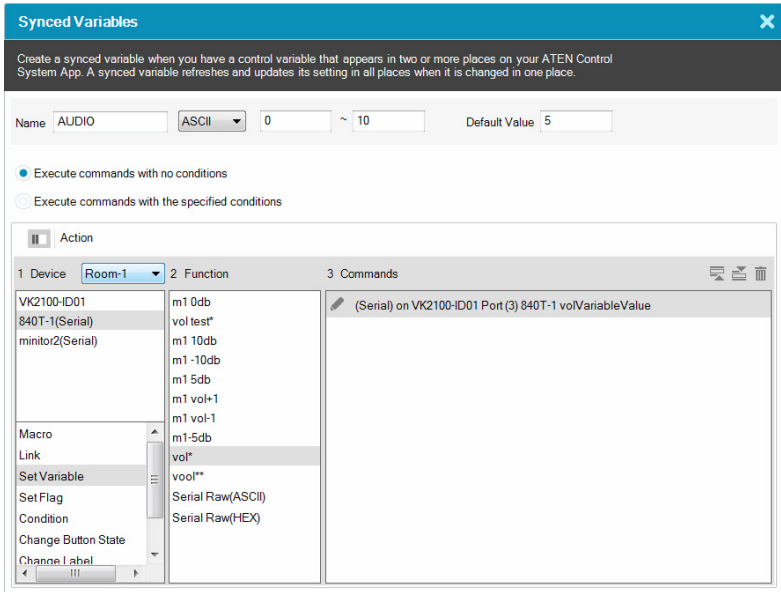 Synced Variables
Create a synced variable when you have a control variable that appears in two or more places on your ATEN Control
System App. A synced variable refreshes and updates its setting in all places when it is changed in one place.
Name AUDIO ASCII 0 ~ 10 Default Value 5
Execute commands with no conditions
Execute commands with the specified conditions
Action
1 Device Room-1 2 Function 3 Commands
VK2100-ID01
840T-1(Serial)
minitor2(Serial)
Macro
Link
Set Variable
Set Flag
Condition
Change Button State
Change Label
m1 0db
vol test*
m1 10db
m1 -10db
m1 5db
m1 vol+1
m1 vol-1
m1-5db
vol*
vool**
Serial Raw(ASCII)
Serial Raw(HEX)
(Serial) on VK2100-ID01 Port (3) 840T-1 volVariableValue